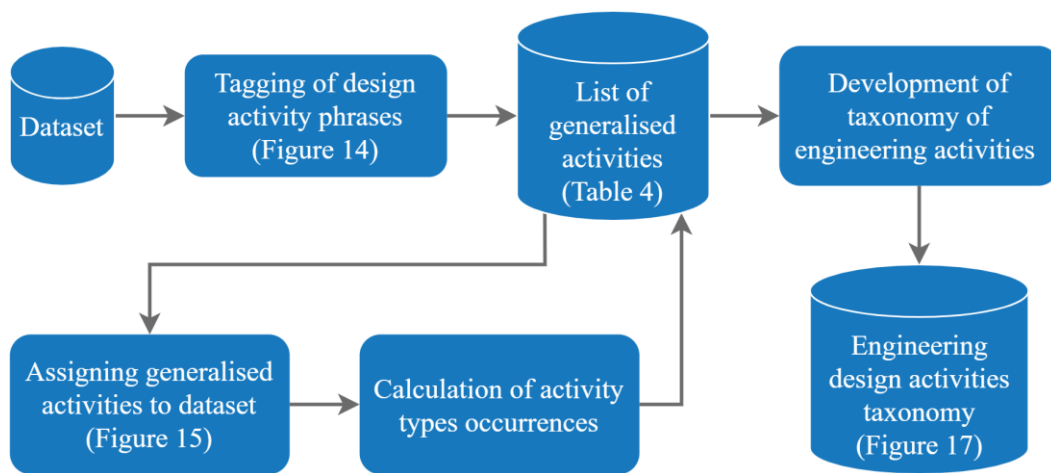 Dataset
Tagging of design
activity phrases
(Figure 14)
List of
generalised
activities
(Table 4)
Development of
taxonomy of
engineering activities
Assigning generalised
activities to dataset
(Figure 15)
Calculation of activity
types occurrences
Engineering
design activities
taxonomy
(Figure 17)